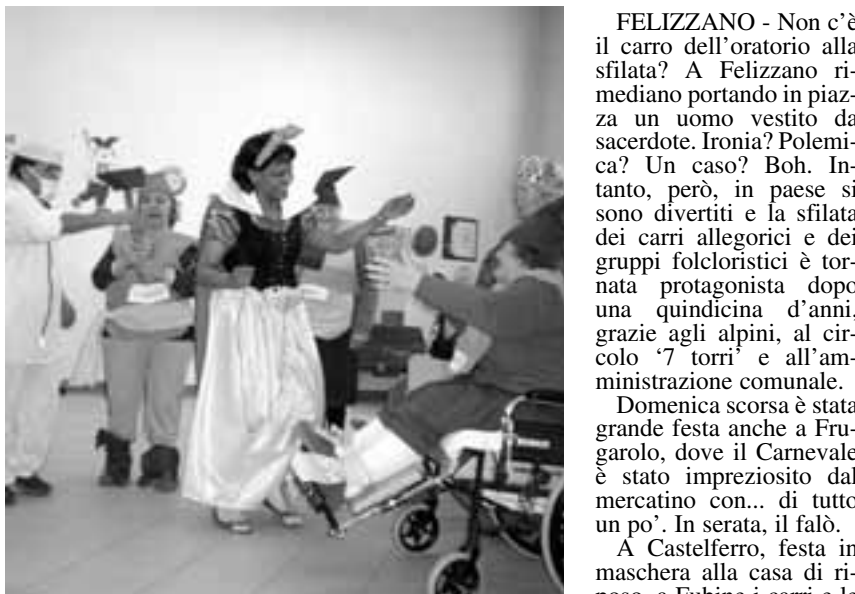 FELIZZANO - Non c'è
il carro dell'oratorio alla
sfilata? A Felizzano ri-
mediano portando in piaz-
za un uomo vestito da
sacerdote. Ironia? Polemi-
ca? Un caso? Boh. In-
tanto, però, in paese si
sono divertiti e la sfilata
dei carri allegorici e dei
gruppi folcloristici è tor-
nata protagonista dopo
una quindicina d'anni,
grazie agli alpini, al cir-
colo '7 torri' e all'am-
ministrazione comunale.
Domenica scorsa è stata
grande festa anche a Fru-
garolo, dove il Carnevale
è stato impreziosito dal
mercatino con... di tutto
un po'. In serata, il falò.
A Castelferro, festa in
maschera alla casa di ri-
poso, a Fubine i carri e le